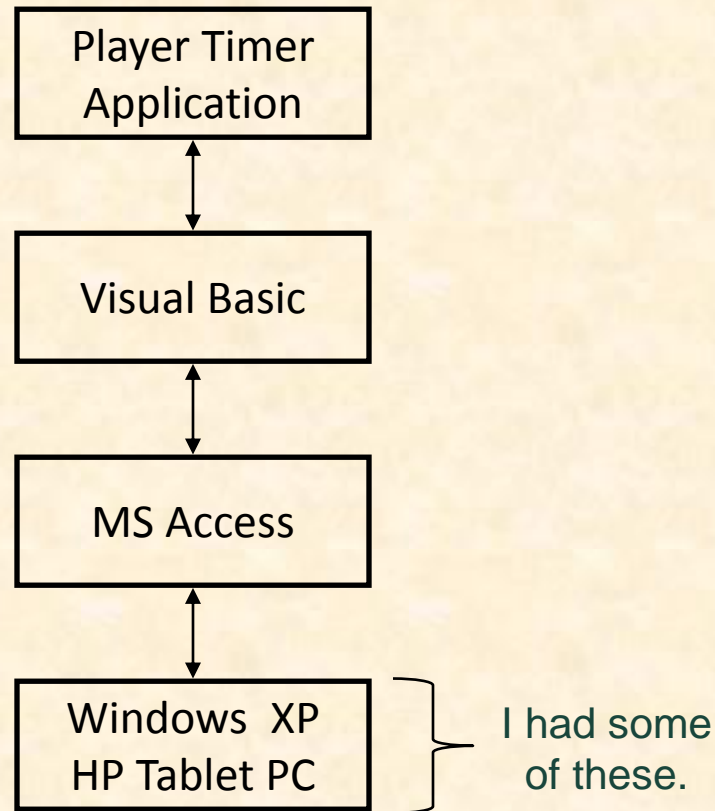 Player Timer
Application
Visual Basic
MS Access
Windows XP
HP Tablet PC
I had some
of these.